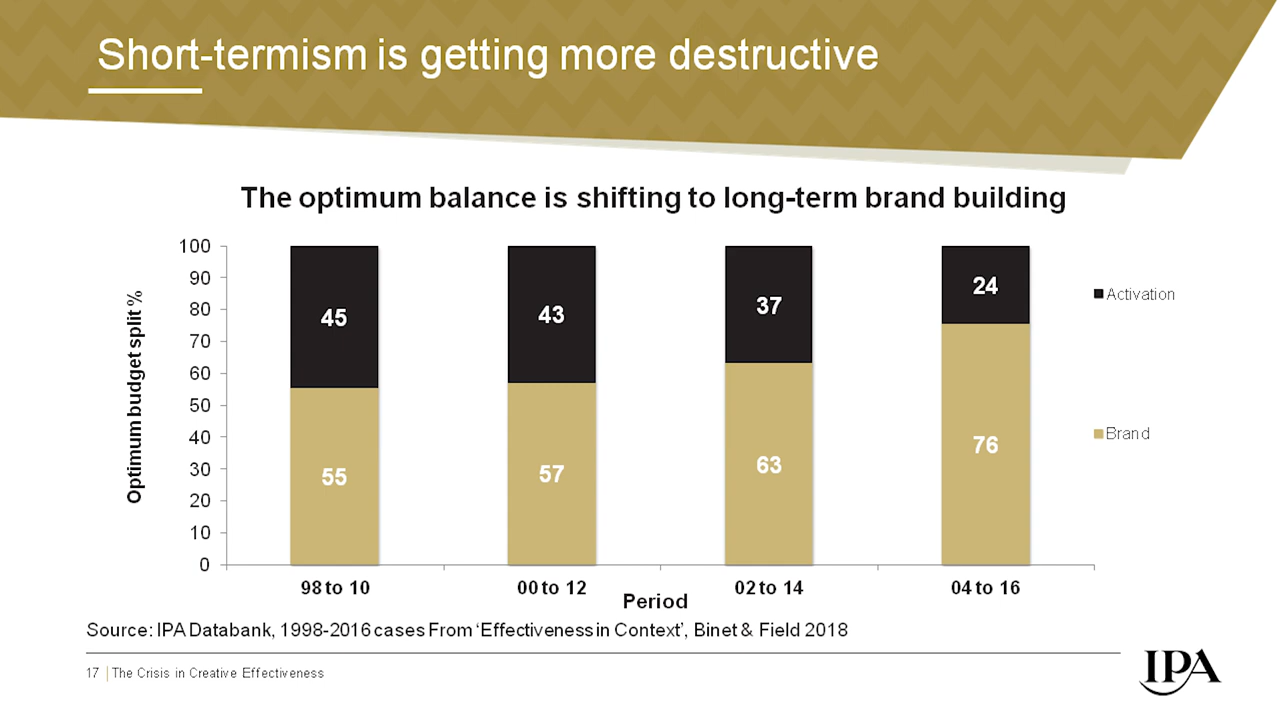 Short-termism is getting more destructive
The optimum balance is shifting to long-term brand building
Optimum budget split %
100
90
80
70
60
50
40
30
20
10
0
45
55
43
57
37
63
24
76
Activation
Brand
98 to 10
00 to 12
02 to 14
04 to 16
Period
Source: IPA Databank, 1998-2016 cases From ‘Effectiveness in Context’, Binet & Field 2018
17 | The Crisis in Creative Effectiveness
IPA